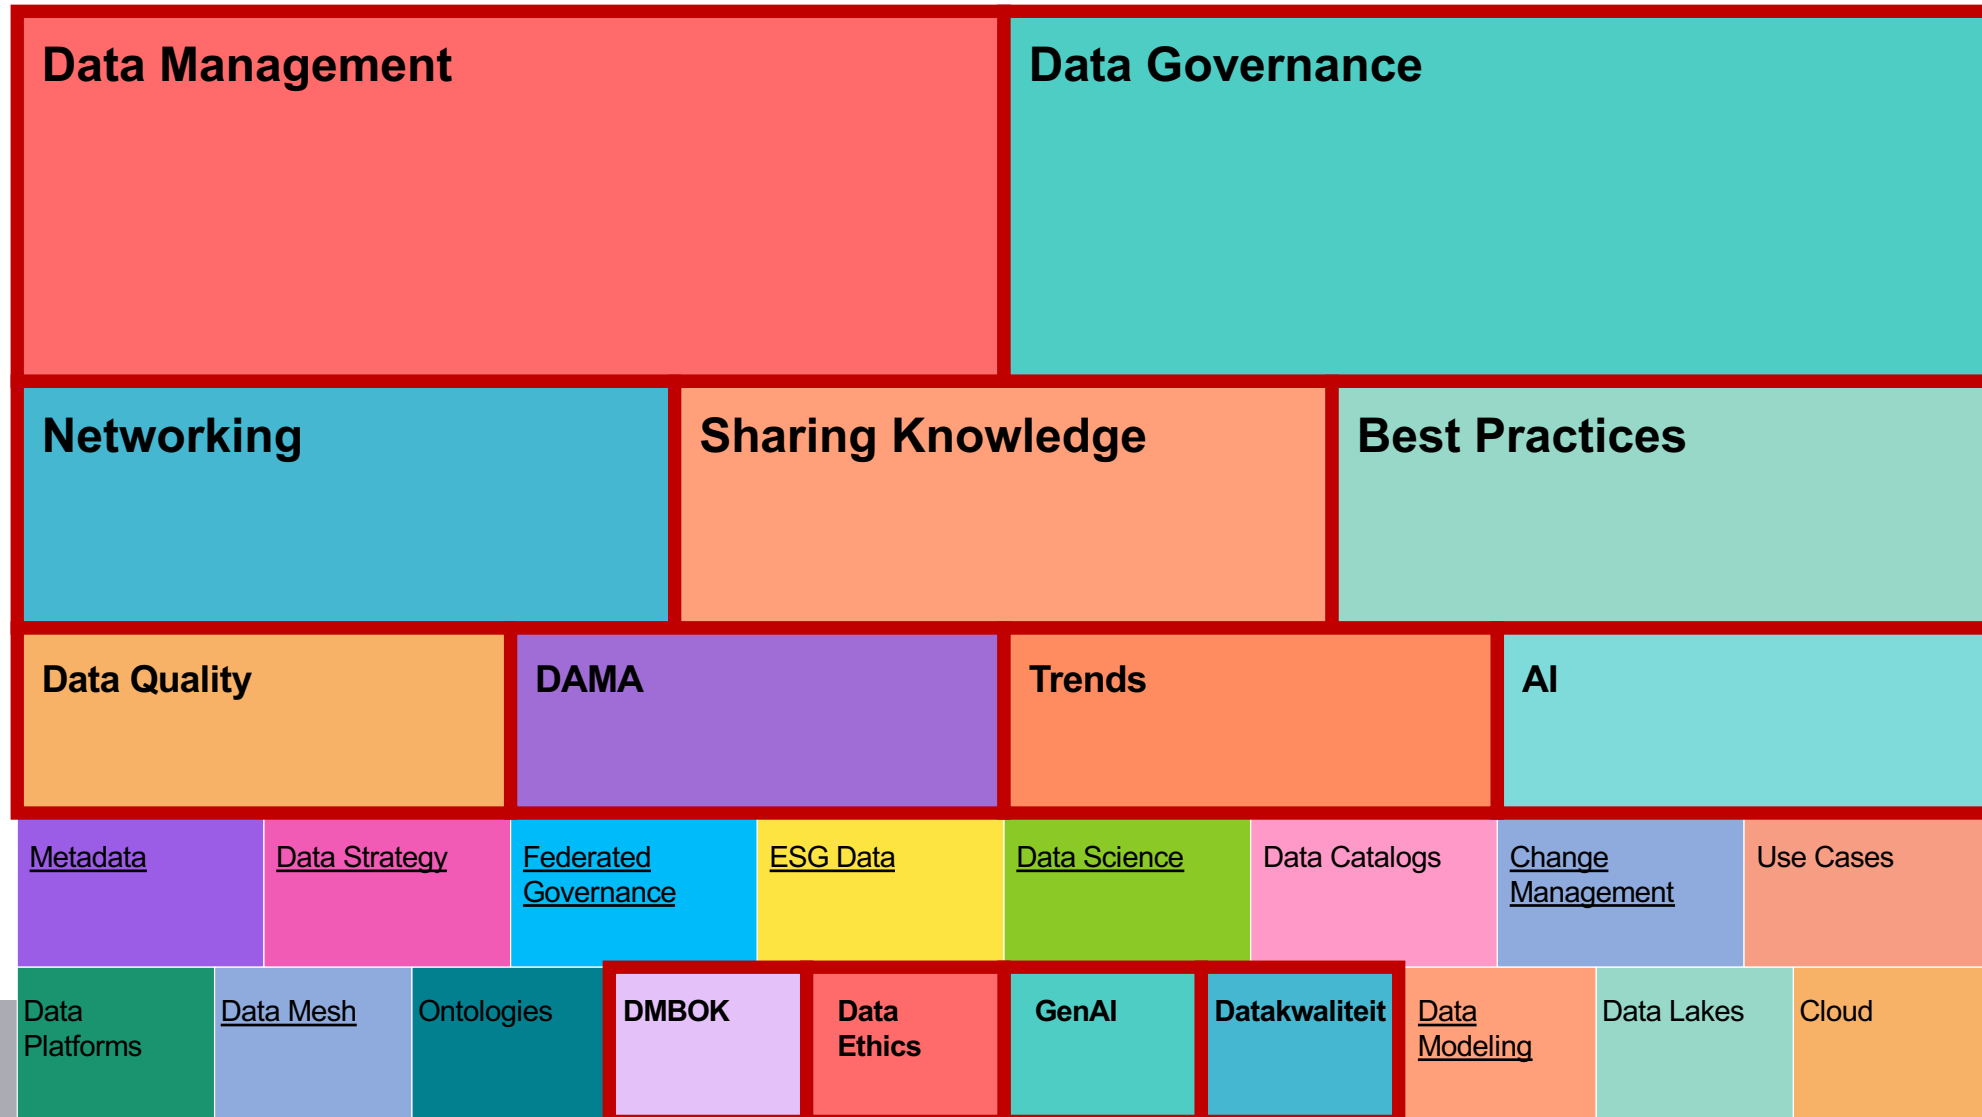 Data Management
Data Governance
Networking
Sharing Knowledge
Best Practices
Data Quality
DAMA
Trends
AI
Metadata
Data Strategy
Federated
Governance
ESG Data
Data Science
Data Catalogs
Change
Management
Use Cases
Data
Platforms
Data Mesh
Ontologies
DMBOK
Data
Ethics
GenAI
Datakwaliteit
Data
Modeling
Data Lakes
Cloud